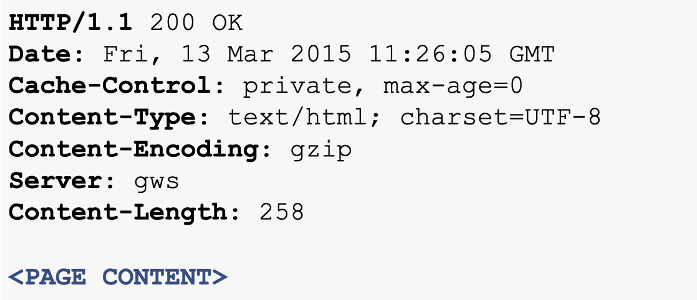 HTTP/1.1 200 OK
Date: Fri, 13 Mar 2015 11:26:05 GMT
Cache-Control: private, max-age=0
Content-Type: text/html; charset=UTF-8
Content-Encoding: gzip
Server: gws
Content-Length: 258
<PAGE CONTENT>